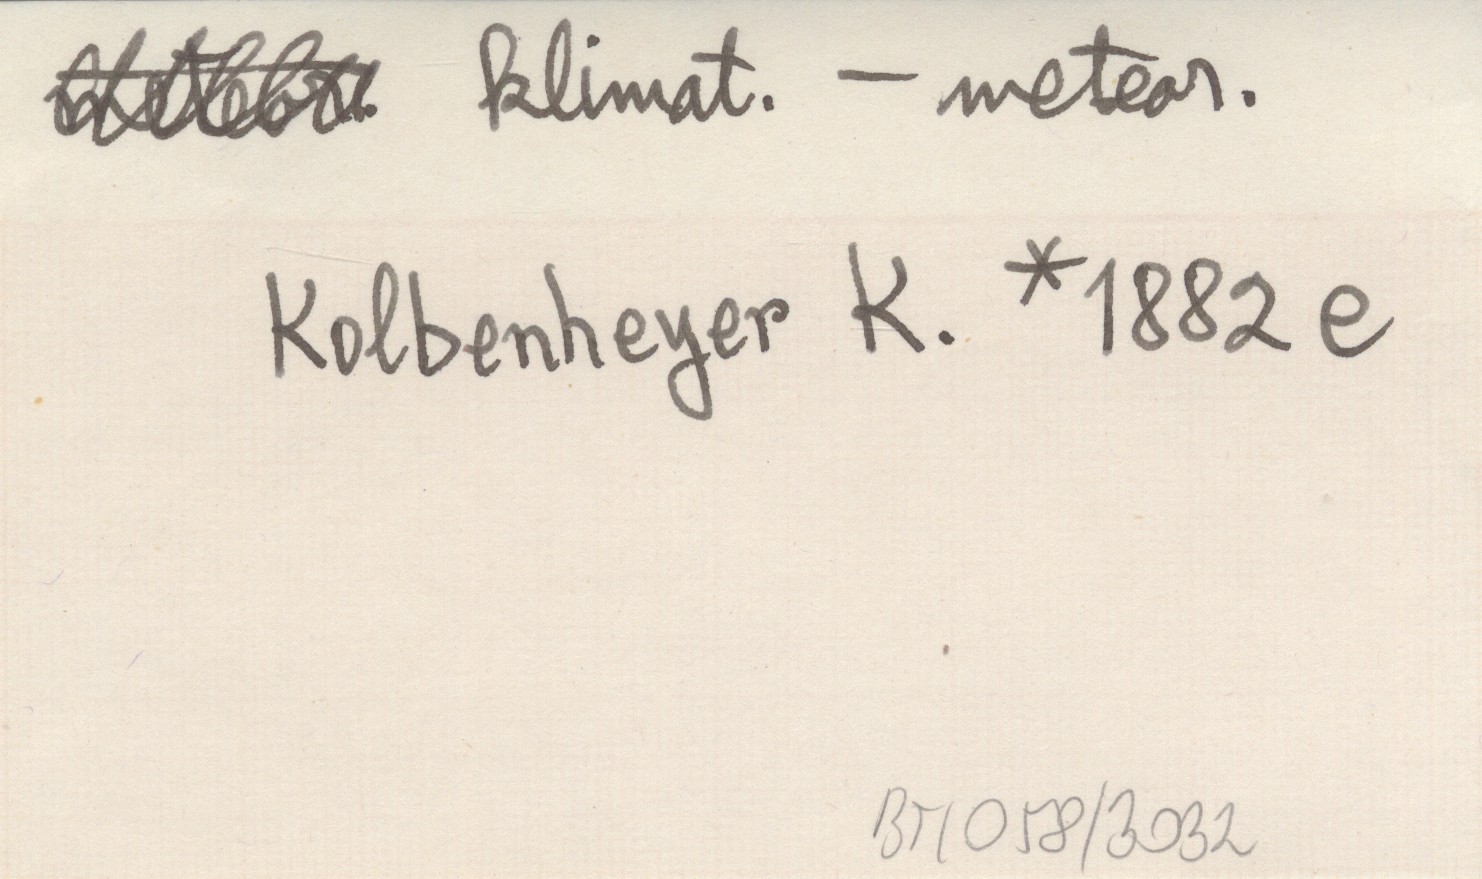 klimat. — meteor.
Kolbenheyer K. *1882 e
BT/058/3032